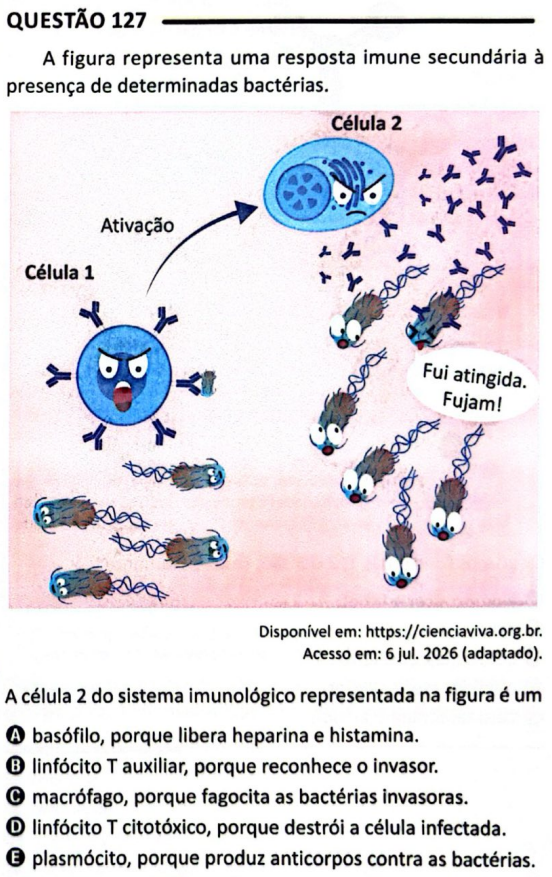 QUESTÃO 127
A figura representa uma resposta imune secundária à
presença de determinadas bactérias.
Célula 2
Ativação
Célula 1
Fui atingida.
Fujam!
Disponível em: https://cienciaviva.org.br.
Acesso em: 6 jul. 2026 (adaptado).
A célula 2 do sistema imunológico representada na figura é um
A basófilo, porque libera heparina e histamina.
B linfócito T auxiliar, porque reconhece o invasor.
C macrófago, porque fagocita as bactérias invasoras.
D linfócito T citotóxico, porque destrói a célula infectada.
E plasmócito, porque produz anticorpos contra as bactérias.